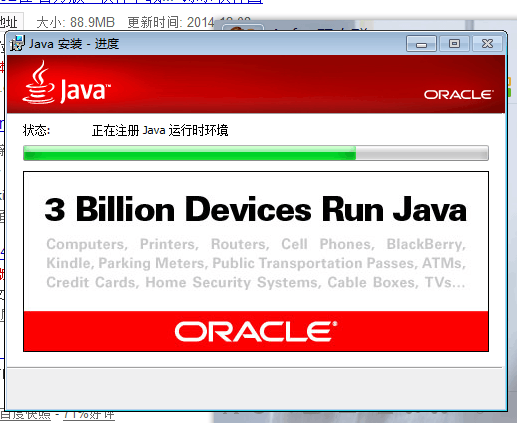 大小: 88.9MB 更新时间: 2014
Java 安装 - 进度
Java™
ORACLE
状态: 正在注册 Java 运行时环境
3 Billion Devices Run Java
Computers, Printers, Routers, Cell Phones, BlackBerry,
Kindle, Parking Meters, Public Transportation Passes, ATMs,
Credit Cards, Home Security Systems, Cable Boxes, TVs...
ORACLE®
百度快照 - 71%好评